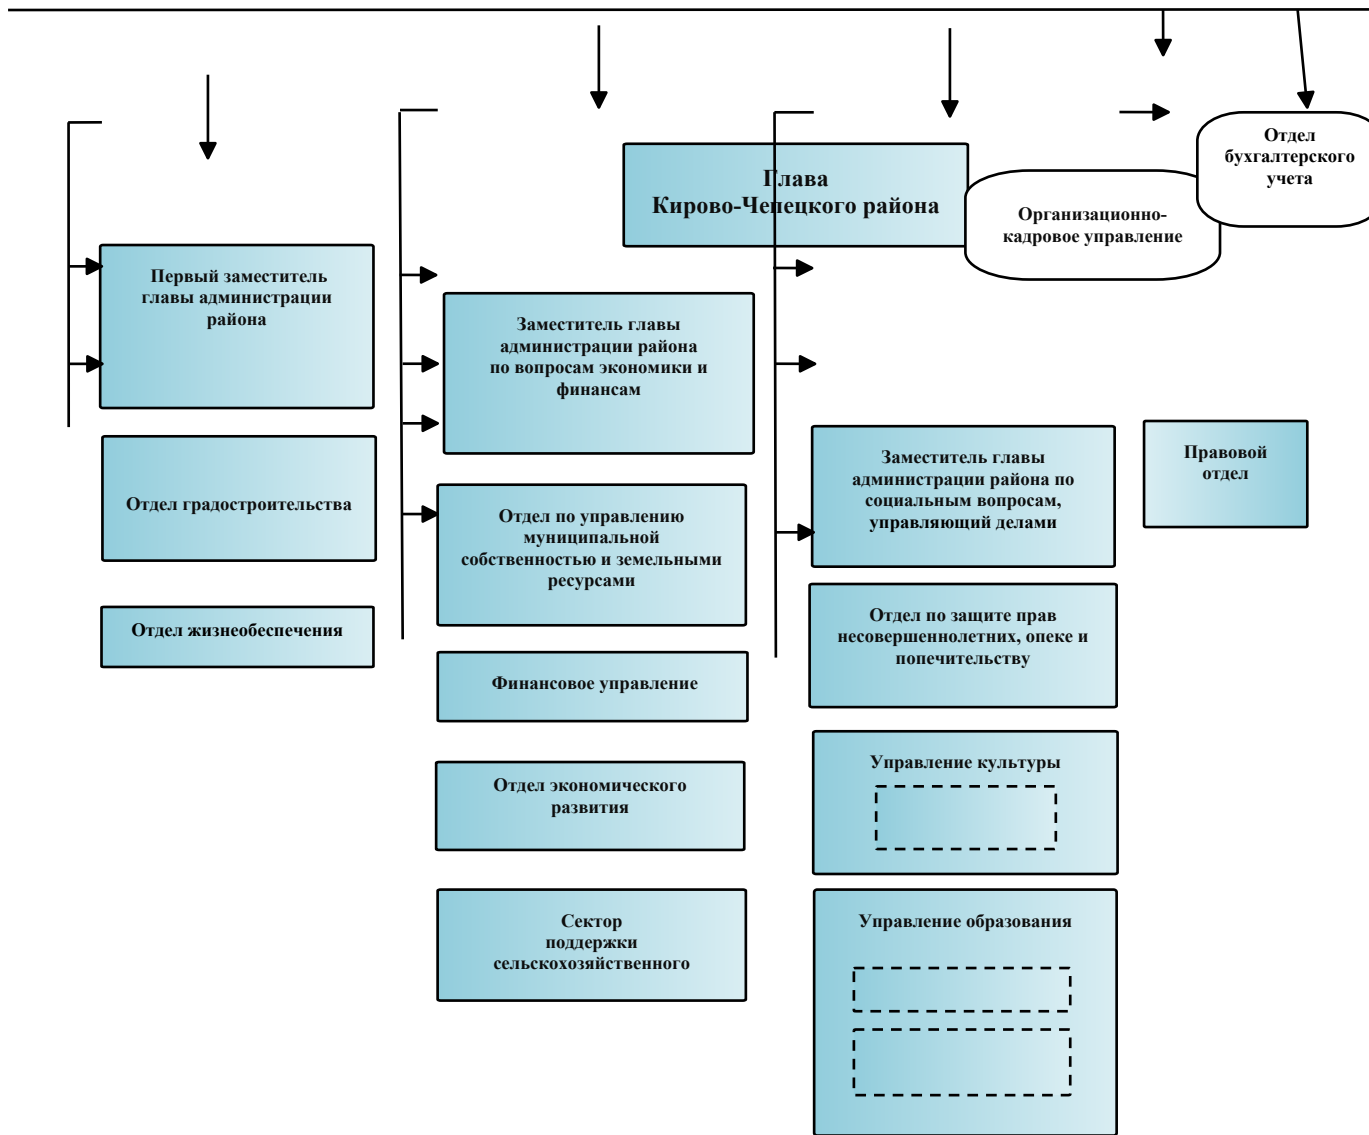 Отдел
бухгалтерского
учета
Глава
Кирово-Чепецкого района
Организационно-
кадровое управление
Первый заместитель
главы администрации
района
Отдел градостроительства
Отдел жизнеобеспечения
Заместитель главы
администрации района
по вопросам экономики и
финансам
Отдел по управлению
муниципальной
собственностью и земельными
ресурсами
Финансовое управление
Отдел экономического
развития
Сектор
поддержки
сельскохозяйственного
Заместитель главы
администрации района по
социальным вопросам,
управляющий делами
Отдел по защите прав
несовершеннолетних, опеке и
попечительству
Управление культуры
Управление образования
Правовой
отдел